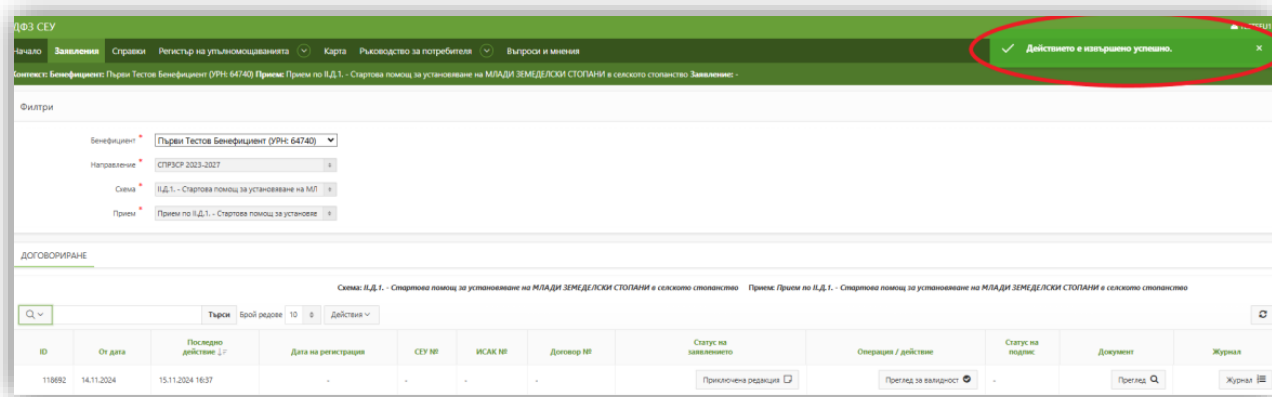 ДФЗ СЕУ
Начало Заявления Справки Регистър на упълномощаванията Карта Ръководство за потребителя Въпроси и мнения
Действието е извършено успешно.
Контекст: Бенефициент: Първи Тестов Бенефициент (УРН: 64740) Прием: Прием по II.Д.1. - Стартова помощ за установяване на МЛАДИ ЗЕМЕДЕЛСКИ СТОПАНИ в селското стопанство Заявление: -
Филтри
Бенефициент * Първи Тестов Бенефициент (УРН: 64740)
Направление * СПРЗСР 2023-2027
Схема * II.Д.1. - Стартова помощ за установяване на МЛ
Прием * Прием по II.Д.1. - Стартова помощ за установяве
ДОГОВОРИРАНЕ
Схема: II.Д.1. - Стартова помощ за установяване на МЛАДИ ЗЕМЕДЕЛСКИ СТОПАНИ в селското стопанство Прием: Прием по II.Д.1. - Стартова помощ за установяване на МЛАДИ ЗЕМЕДЕЛСКИ СТОПАНИ в селското стопанство
Търси Брой редове 10 Действия
ID От дата Последно действие Дата на регистрация СЕУ № ИСАК № Договор № Статус на заявлението Операция / действие Статус на подпис Документ Журнал
118692 14.11.2024 15.11.2024 16:37 - - - - Приключена редакция Преглед за валидност - Преглед Журнал